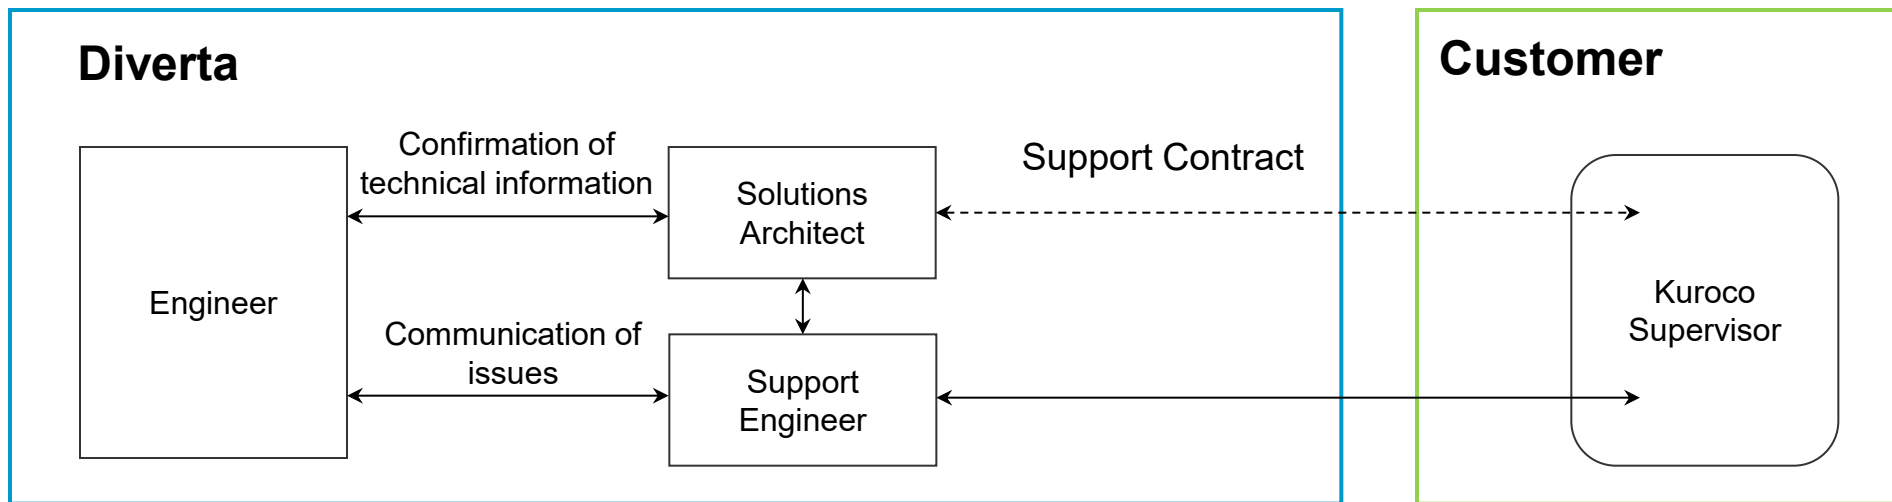 Diverta
Customer
Confirmation of
technical information
Support Contract
Solutions
Architect
Engineer
Kuroco
Supervisor
Communication of
issues
Support
Engineer